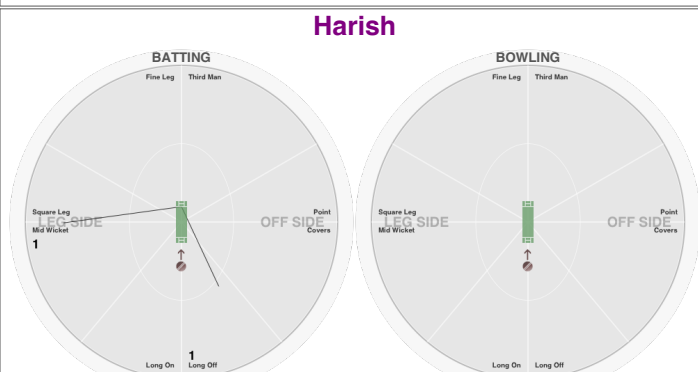 Harish
BATTING
BOWLING
Fine Leg Third Man
Fine Leg Third Man
Square Leg
Point
LEG SIDE
OFF SIDE
Mid Wicket
Covers
1
Square Leg
Point
LEG SIDE
OFF SIDE
Mid Wicket
Covers
1
Long On Long Off
Long On Long Off